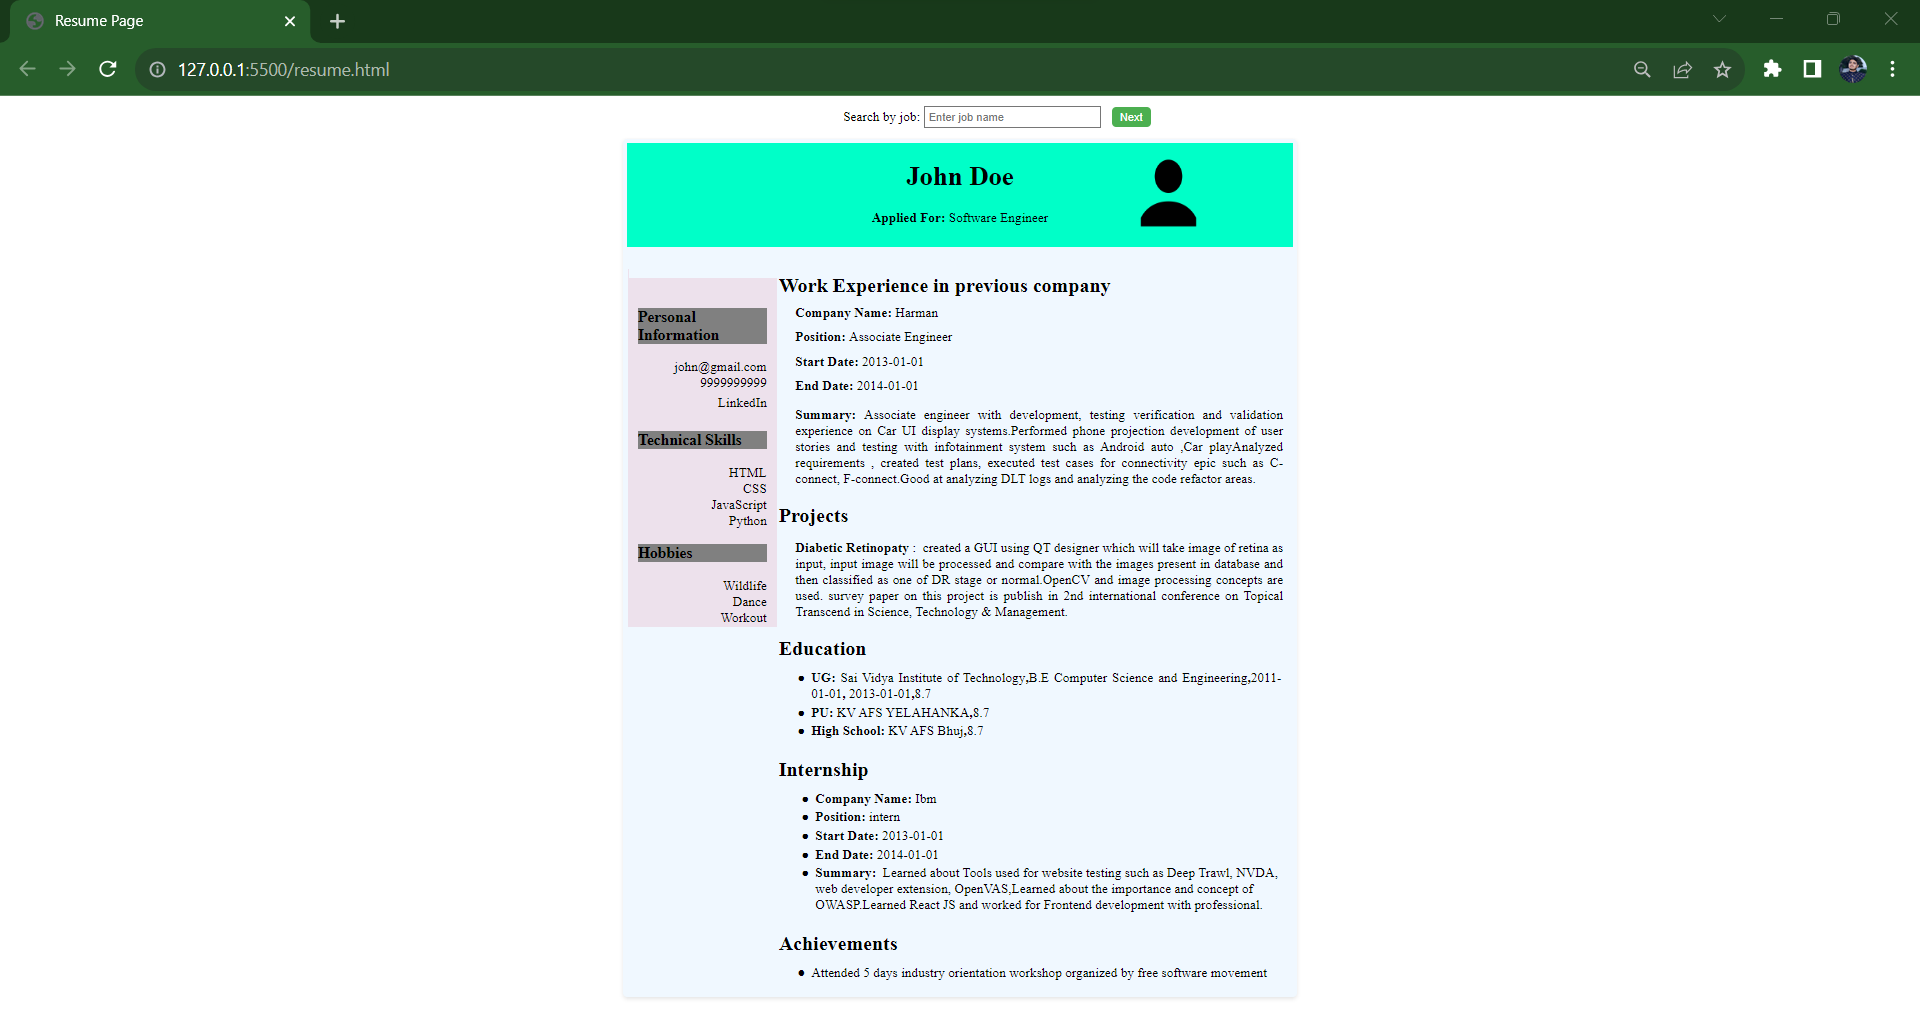 Resume Page
127.0.0.1:5500/resume.html
Search by job: Enter job name Next
John Doe
Applied For: Software Engineer
Personal
Information
john@gmail.com
9999999999
LinkedIn
Technical Skills
HTML
CSS
JavaScript
Python
Hobbies
Wildlife
Dance
Workout
Work Experience in previous company
Company Name: Harman
Position: Associate Engineer
Start Date: 2013-01-01
End Date: 2014-01-01
Summary: Associate engineer with development, testing verification and validation
experience on Car UI display systems.Performed phone projection development of user
stories and testing with infotainment system such as Android auto ,Car playAnalyzed
requirements , created test plans, executed test cases for connectivity epic such as C-
connect, F-connect.Good at analyzing DLT logs and analyzing the code refactor areas.
Projects
Diabetic Retinopaty : created a GUI using QT designer which will take image of retina as
input, input image will be processed and compare with the images present in database and
then classified as one of DR stage or normal.OpenCV and image processing concepts are
used. survey paper on this project is publish in 2nd international conference on Topical
Transcend in Science, Technology & Management.
Education
• UG: Sai Vidya Institute of Technology,B.E Computer Science and Engineering,2011-
01-01, 2013-01-01,8.7
• PU: KV AFS YELAHANKA,8.7
• High School: KV AFS Bhuj,8.7
Internship
• Company Name: Ibm
• Position: intern
• Start Date: 2013-01-01
• End Date: 2014-01-01
• Summary: Learned about Tools used for website testing such as Deep Trawl, NVDA,
web developer extension, OpenVAS,Learned about the importance and concept of
OWASP.Learned React JS and worked for Frontend development with professional.
Achievements
• Attended 5 days industry orientation workshop organized by free software movement